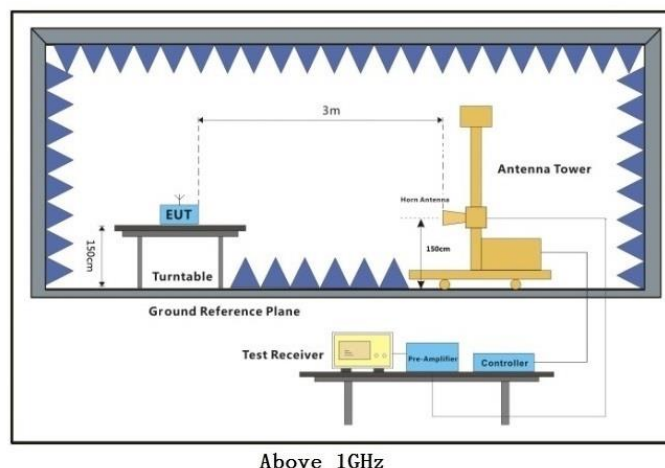 3m
Antenna Tower
Horn Antenna
EUT
150cm
150cm
Turntable
Ground Reference Plane
Test Receiver
Pre-Amplifier
Controller
Above 1GHz